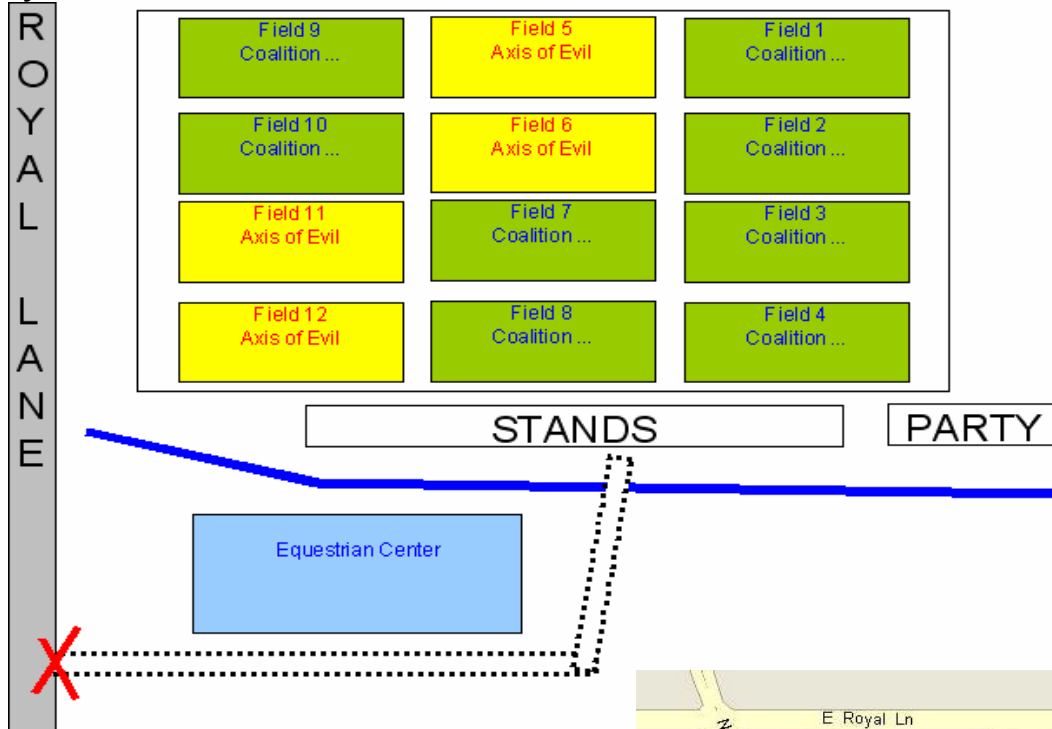 ROYAL LANE
Field 9
Coalition ...
Field 5
Axis of Evil
Field 1
Coalition ...
Field 10
Coalition ...
Field 6
Axis of Evil
Field 2
Coalition ...
Field 11
Axis of Evil
Field 7
Coalition ...
Field 3
Coalition ...
Field 12
Axis of Evil
Field 8
Coalition ...
Field 4
Coalition ...
STANDS
PARTY
Equestrian Center
X
E Royal Ln
N